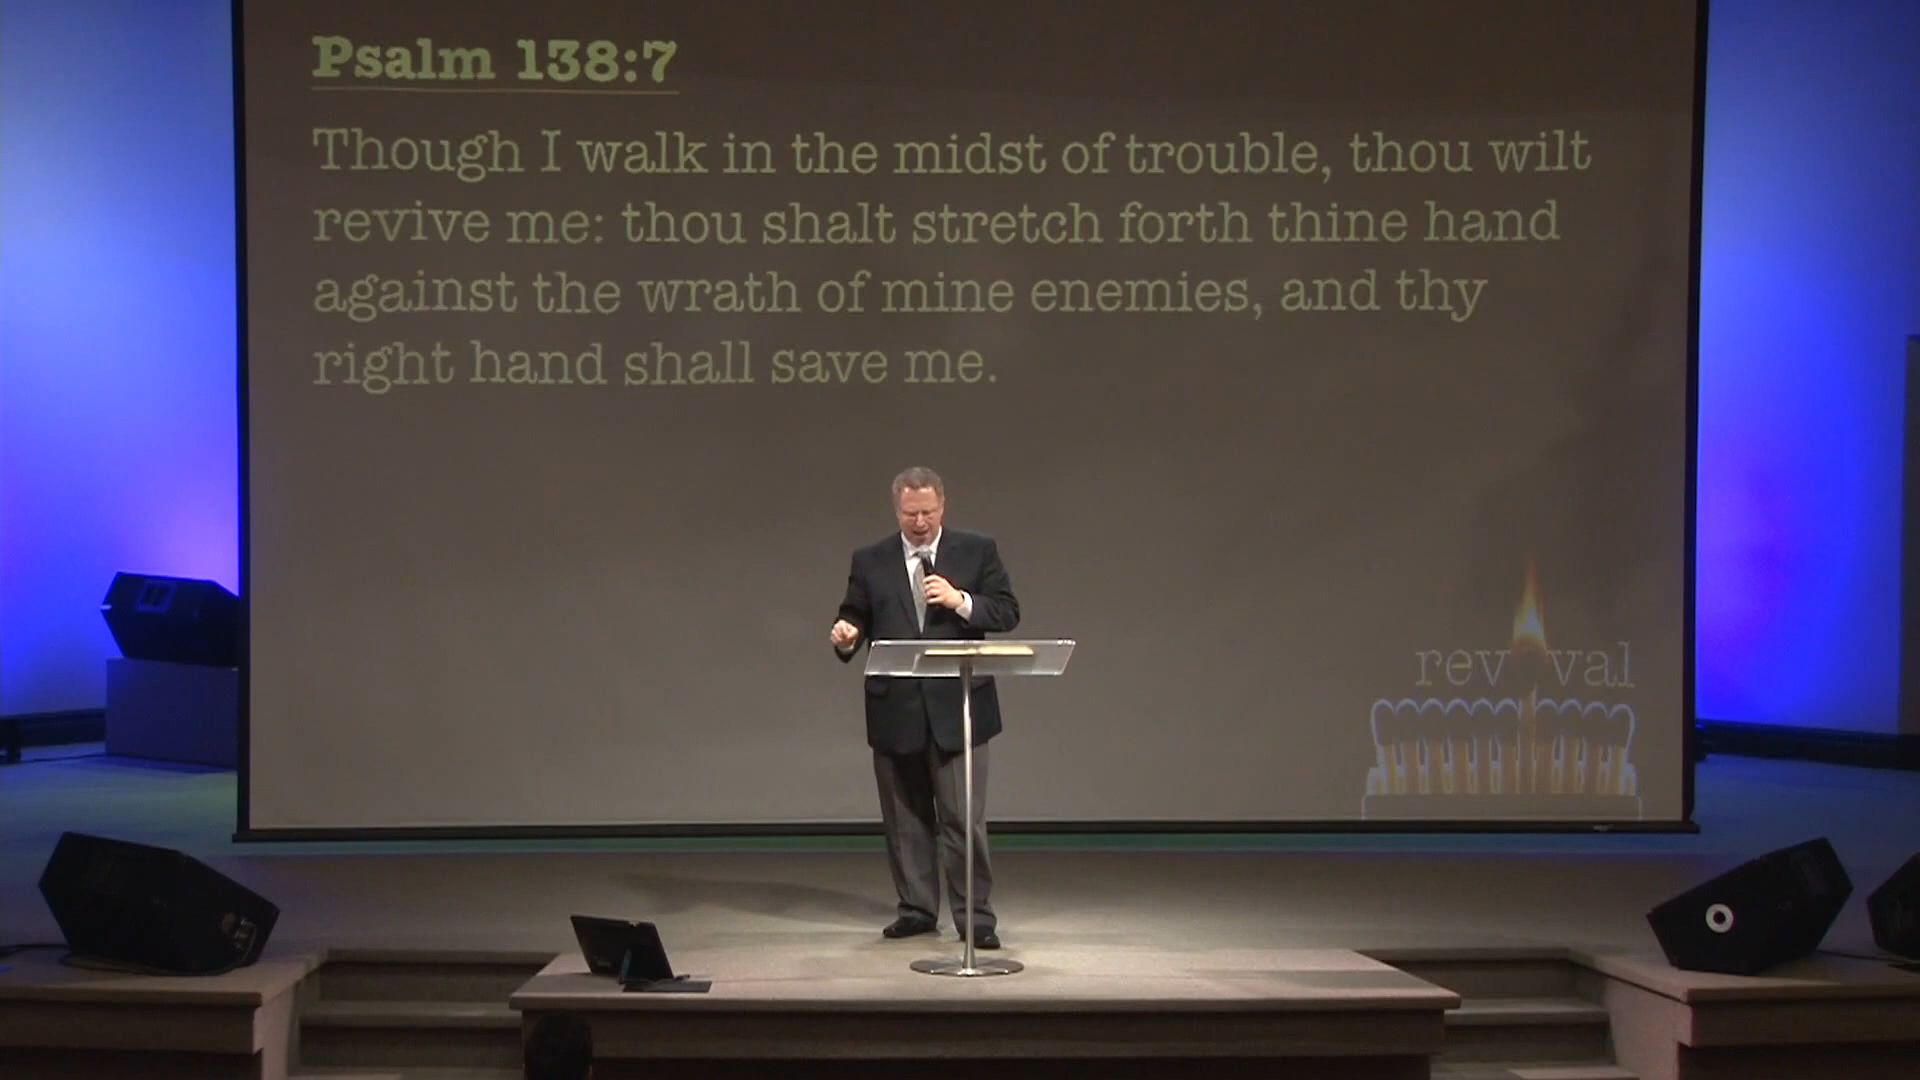 Psalm 138:7
Though I walk in the midst of trouble, thou wilt
revive me: thou shalt stretch forth thine hand
against the wrath of mine enemies, and thy
right hand shall save me.
rev val